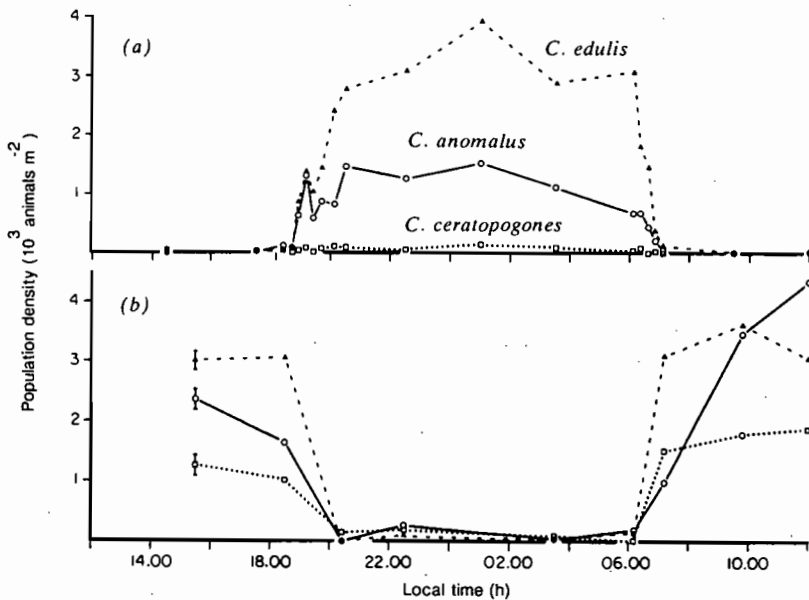 Population density (10³ animals m⁻²)
(a)
4
3
2
1
C. edulis
C. anomalus
C. ceratopogones
(b)
4
3
2
1
14.00 18.00 22.00 02.00 06.00 10.00
Local time (h)